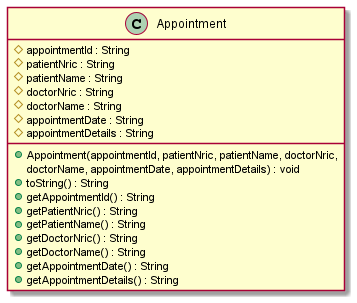 C Appointment
appointmentId : String
patientNric : String
patientName : String
doctorNric : String
doctorName : String
appointmentDate : String
appointmentDetails : String
Appointment(appointmentId, patientNric, patientName, doctorNric,
doctorName, appointmentDate, appointmentDetails) : void
toString() : String
getAppointmentId() : String
getPatientNric() : String
getPatientName() : String
getDoctorNric() : String
getDoctorName() : String
getAppointmentDate() : String
getAppointmentDetails() : String